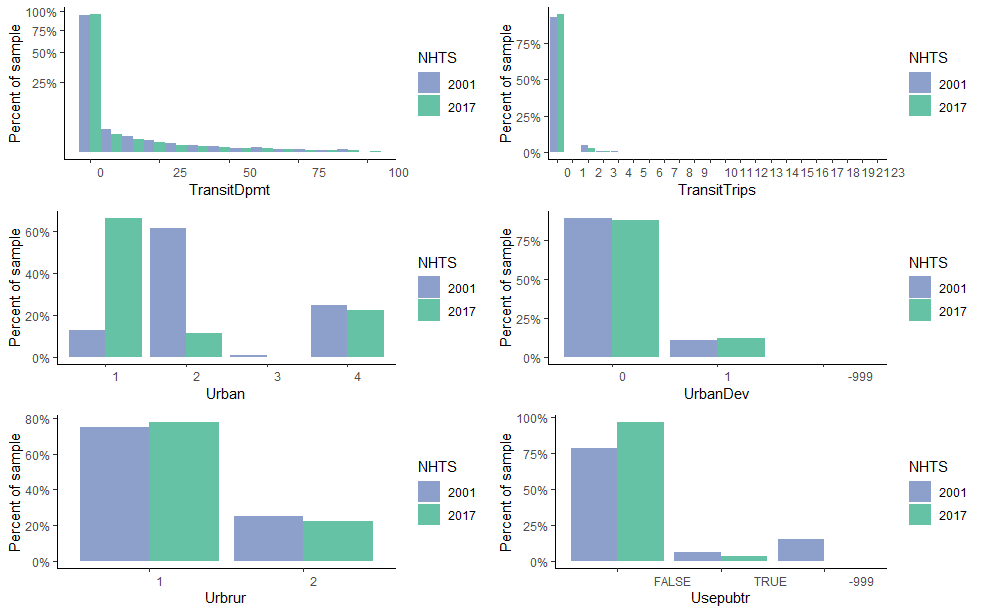 Percent of sample
100%
75%
50%
25%
0 25 50 75 100
TransitDpmt
NHTS
2001
2017
Percent of sample
75%
50%
25%
0%
0 1 2 3 4 5 6 7 8 9 10 11 12 13 14 15 16 17 18 19 21 23
TransitTrips
NHTS
2001
2017
Percent of sample
60%
40%
20%
0%
1 2 3 4
Urban
NHTS
2001
2017
Percent of sample
75%
50%
25%
0%
0 1 -999
UrbanDev
NHTS
2001
2017
Percent of sample
80%
60%
40%
20%
0%
1 2
Urbrur
NHTS
2001
2017
Percent of sample
100%
75%
50%
25%
0%
FALSE TRUE -999
Usepubtr
NHTS
2001
2017